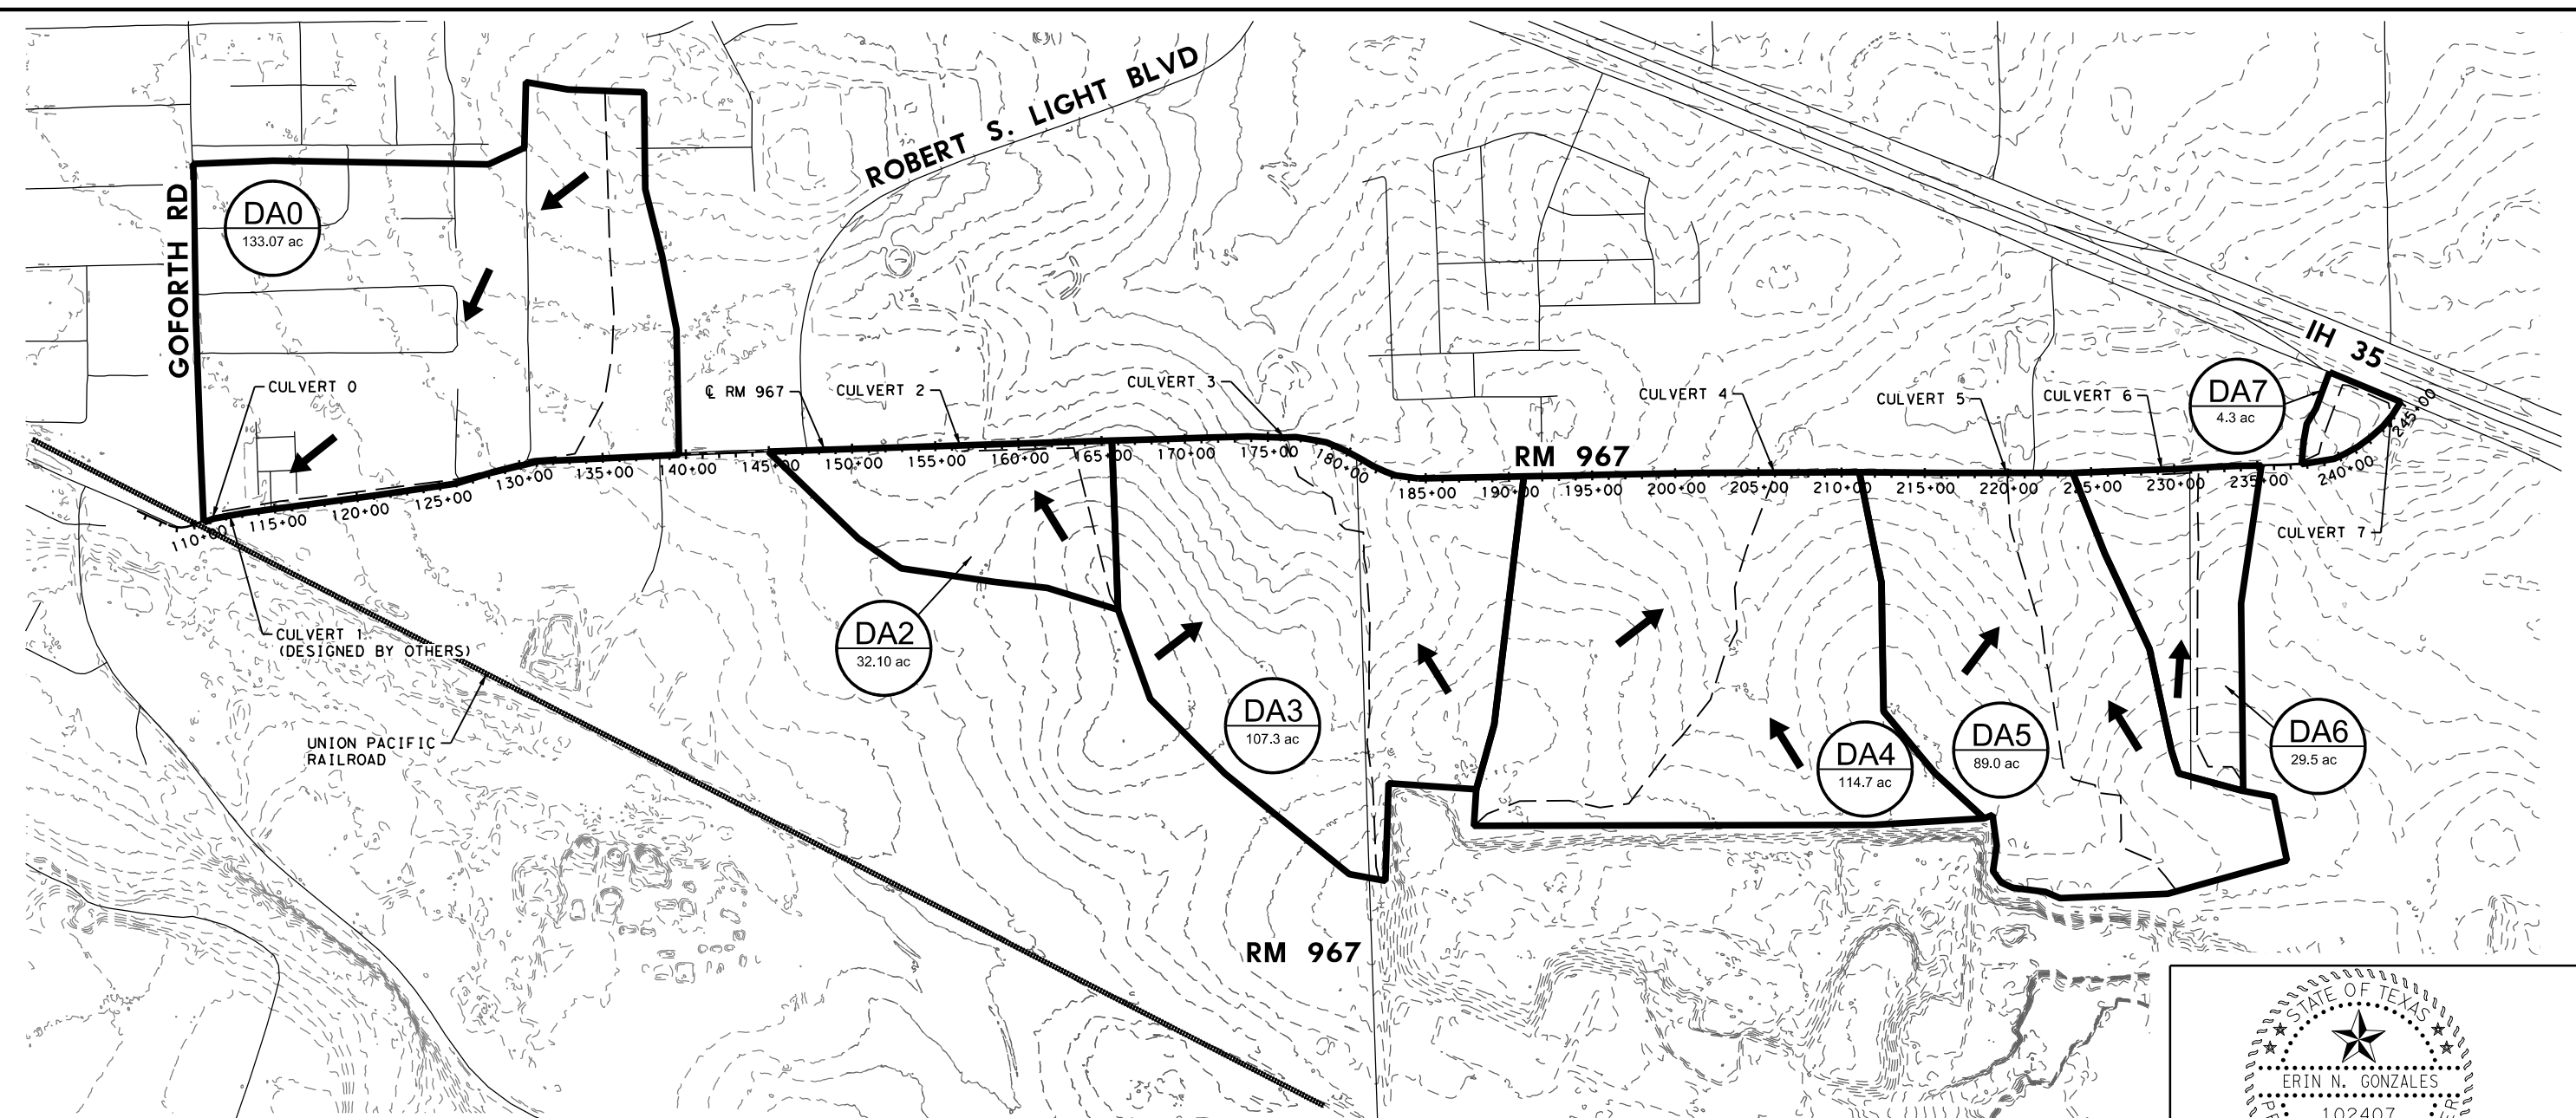 ROBERT S. LIGHT BLVD
GOFORTH RD
DA0
133.07 ac
CULVERT 0
℄ RM 967
CULVERT 2
CULVERT 3
CULVERT 4
CULVERT 5
CULVERT 6
DA7
4.3 ac
IH 35
RM 967
110+00
115+00
120+00
125+00
130+00
135+00
140+00
145+00
150+00
155+00
160+00
165+00
170+00
175+00
180+00
185+00
190+00
195+00
200+00
205+00
210+00
215+00
220+00
225+00
230+00
235+00
240+00
245+00
CULVERT 7
CULVERT 1
(DESIGNED BY OTHERS)
DA2
32.10 ac
DA3
107.3 ac
DA4
114.7 ac
DA5
89.0 ac
DA6
29.5 ac
UNION PACIFIC
RAILROAD
RM 967
STATE OF TEXAS
ERIN N. GONZALES
102407